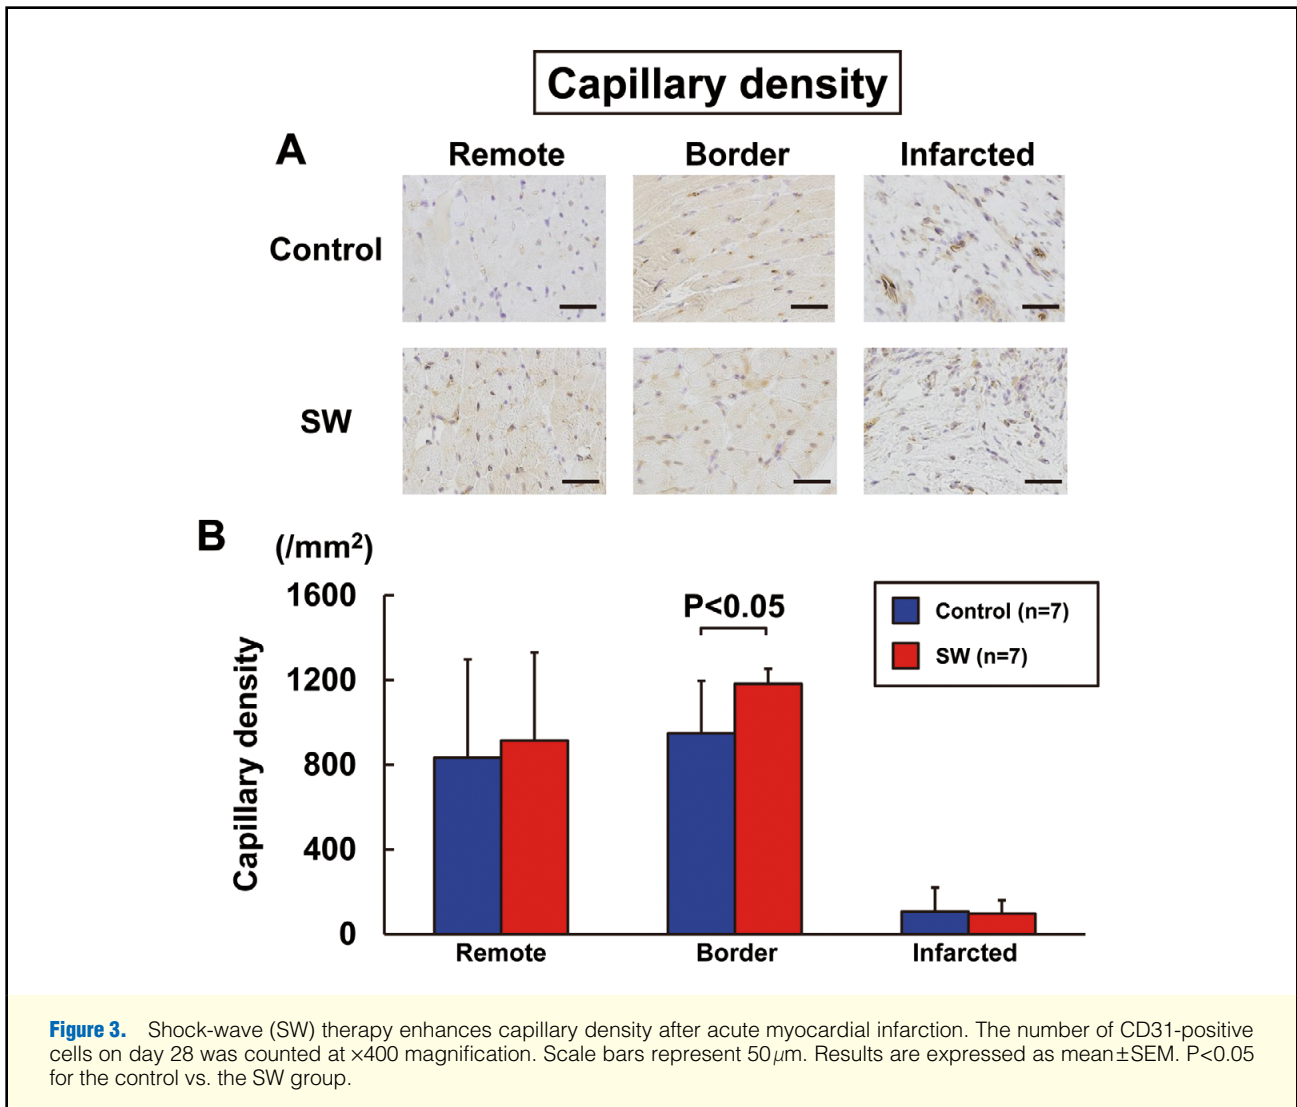 Capillary density
A
Remote Border Infarcted
Control
SW
B
(/mm²)
Capillary density
1600
1200
800
400
0
P<0.05
Control (n=7)
SW (n=7)
Remote Border Infarcted
Figure 3. Shock-wave (SW) therapy enhances capillary density after acute myocardial infarction. The number of CD31-positive
cells on day 28 was counted at ×400 magnification. Scale bars represent 50μm. Results are expressed as mean±SEM. P<0.05
for the control vs. the SW group.